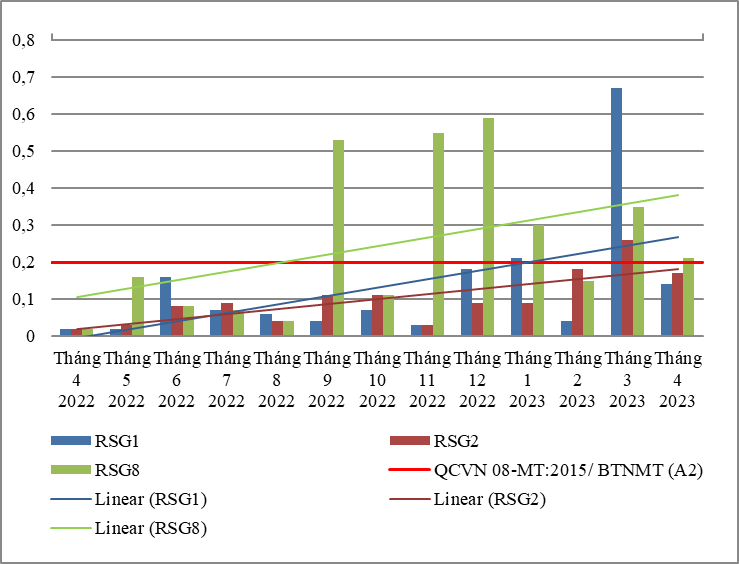 0,8
0,7
0,6
0,5
0,4
0,3
0,2
0,1
0
Tháng Tháng Tháng Tháng Tháng Tháng Tháng Tháng Tháng Tháng Tháng Tháng Tháng
4 5 6 7 8 9 10 11 12 1 2 3 4
2022 2022 2022 2022 2022 2022 2022 2022 2022 2023 2023 2023 2023
RSG1 RSG2
RSG8 QCVN 08-MT:2015/ BTNMT (A2)
Linear (RSG1) Linear (RSG2)
Linear (RSG8)